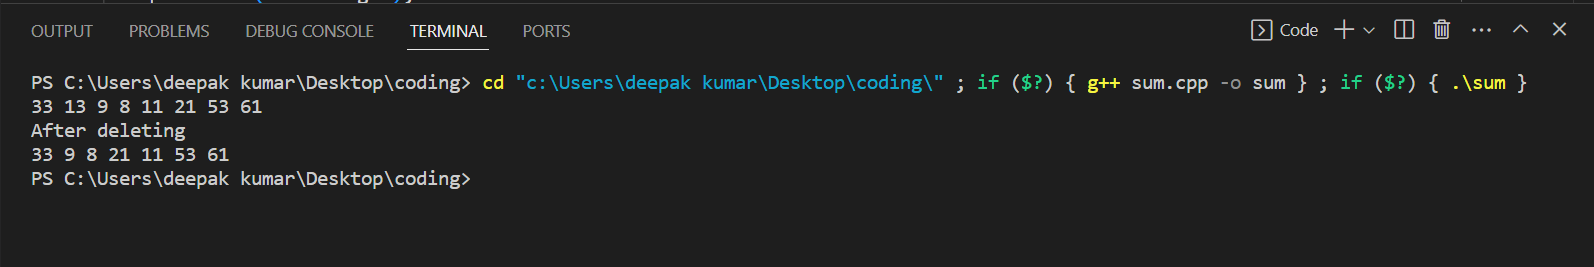 OUTPUT PROBLEMS DEBUG CONSOLE TERMINAL PORTS Code
PS C:\Users\deepak kumar\Desktop\coding> cd "c:\Users\deepak kumar\Desktop\coding\" ; if ($?) { g++ sum.cpp -o sum } ; if ($?) { .\sum }
33 13 9 8 11 21 53 61
After deleting
33 9 8 21 11 53 61
PS C:\Users\deepak kumar\Desktop\coding>